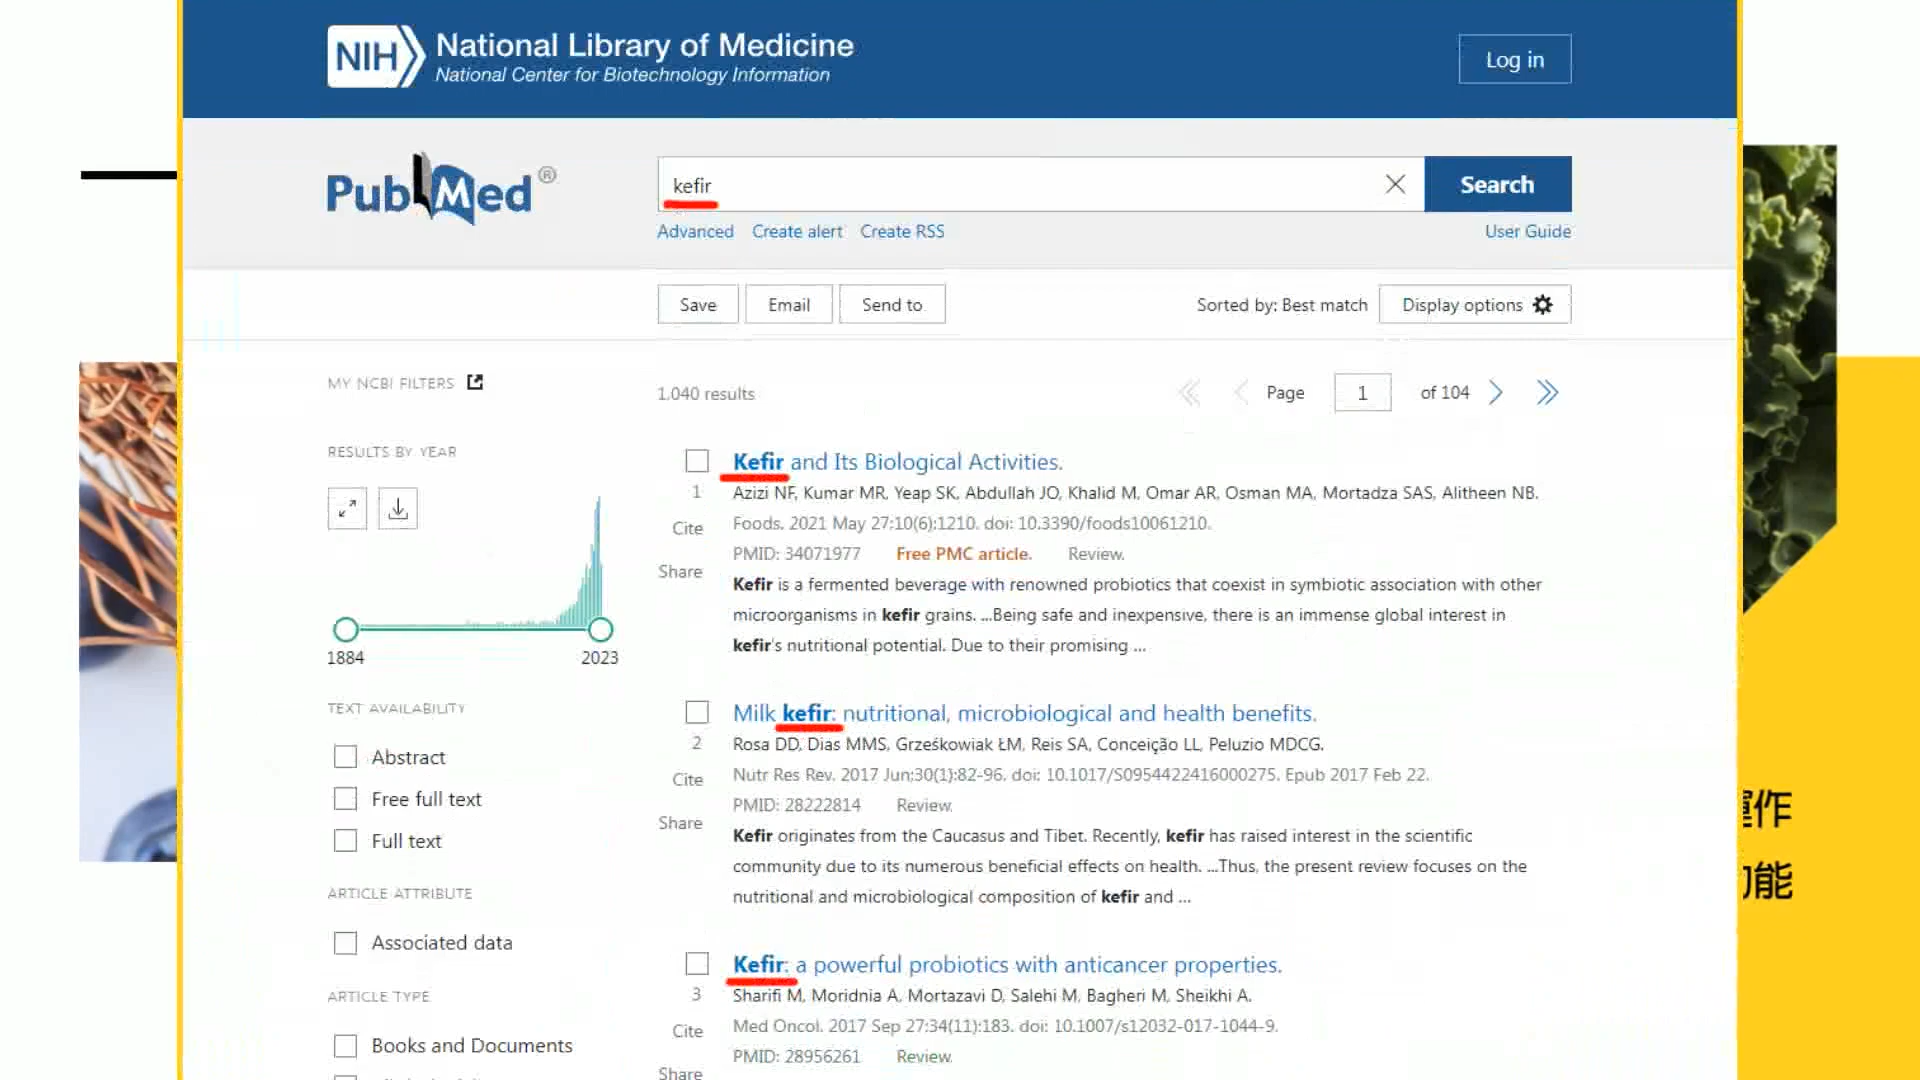 NIH National Library of Medicine
National Center for Biotechnology Information
Log in
PubMed®
kefir
Search
Advanced Create alert Create RSS
User Guide
Save Email Send to
Sorted by: Best match
Display options
MY NCBI FILTERS
1,040 results
Page 1 of 104
RESULTS BY YEAR
1884 2023
TEXT AVAILABILITY
Abstract
Free full text
Full text
ARTICLE ATTRIBUTE
Associated data
ARTICLE TYPE
Books and Documents
Kefir and Its Biological Activities.
1
Azizi NF, Kumar MR, Yeap SK, Abdullah JO, Khalid M, Omar AR, Osman MA, Mortadza SAS, Alitheen NB.
Cite
Foods. 2021 May 27;10(6):1210. doi: 10.3390/foods10061210.
PMID: 34071977 Free PMC article. Review.
Share
Kefir is a fermented beverage with renowned probiotics that coexist in symbiotic association with other
microorganisms in kefir grains. ...Being safe and inexpensive, there is an immense global interest in
kefir's nutritional potential. Due to their promising ...
Milk kefir: nutritional, microbiological and health benefits.
2
Rosa DD, Dias MMS, Grześkowiak ŁM, Reis SA, Conceição LL, Peluzio MDCG.
Cite
Nutr Res Rev. 2017 Jun;30(1):82-96. doi: 10.1017/S0954422416000275. Epub 2017 Feb 22.
PMID: 28222814 Review.
Share
Kefir originates from the Caucasus and Tibet. Recently, kefir has raised interest in the scientific
community due to its numerous beneficial effects on health. ...Thus, the present review focuses on the
nutritional and microbiological composition of kefir and ...
Kefir: a powerful probiotics with anticancer properties.
3
Sharifi M, Moridnia A, Mortazavi D, Salehi M, Bagheri M, Sheikhi A.
Cite
Med Oncol. 2017 Sep 27;34(11):183. doi: 10.1007/s12032-017-1044-9.
PMID: 28956261 Review.
Share
作
能